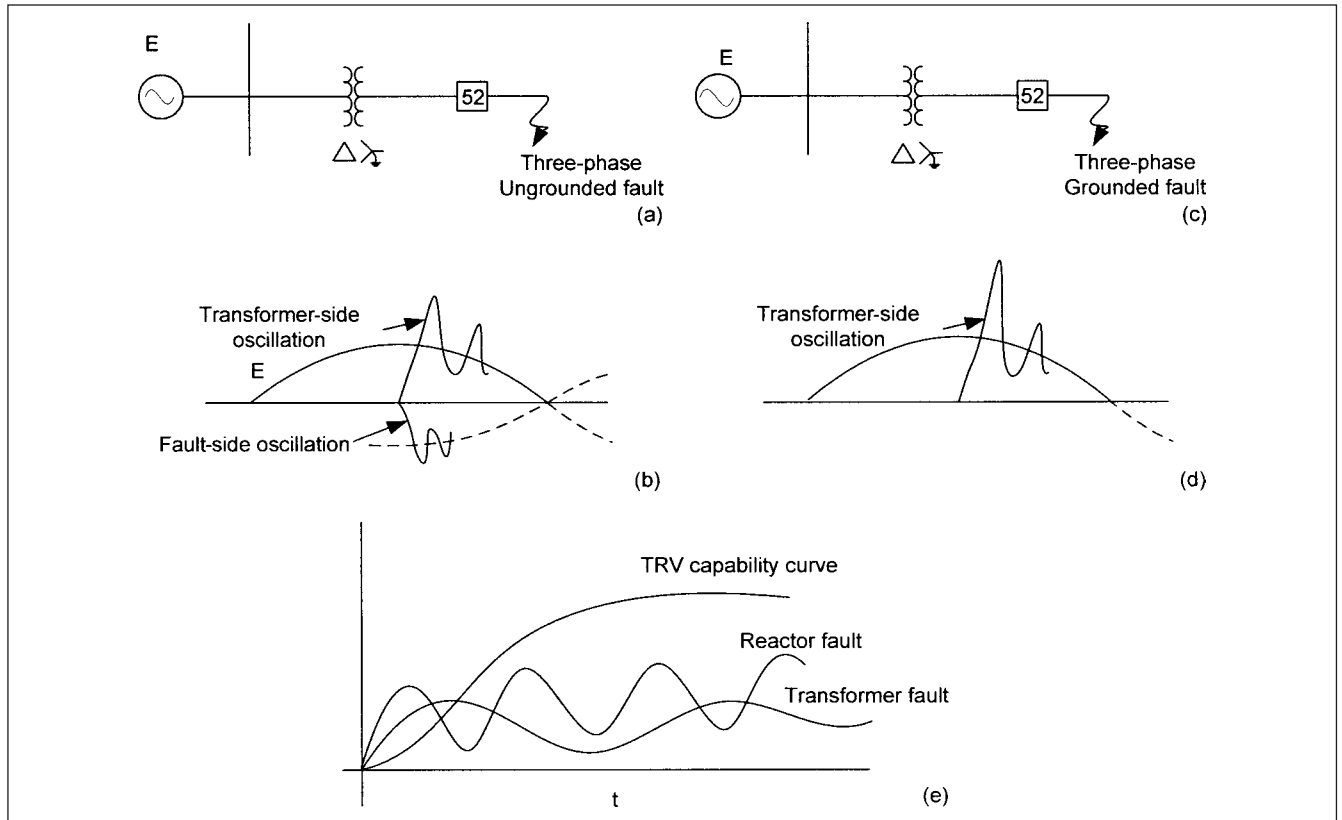 E
52
Three-phase
Ungrounded fault
(a)
E
52
Three-phase
Grounded fault
(c)
Transformer-side
oscillation
E
Fault-side oscillation
(b)
Transformer-side
oscillation
(d)
TRV capability curve
Reactor fault
Transformer fault
t
(e)